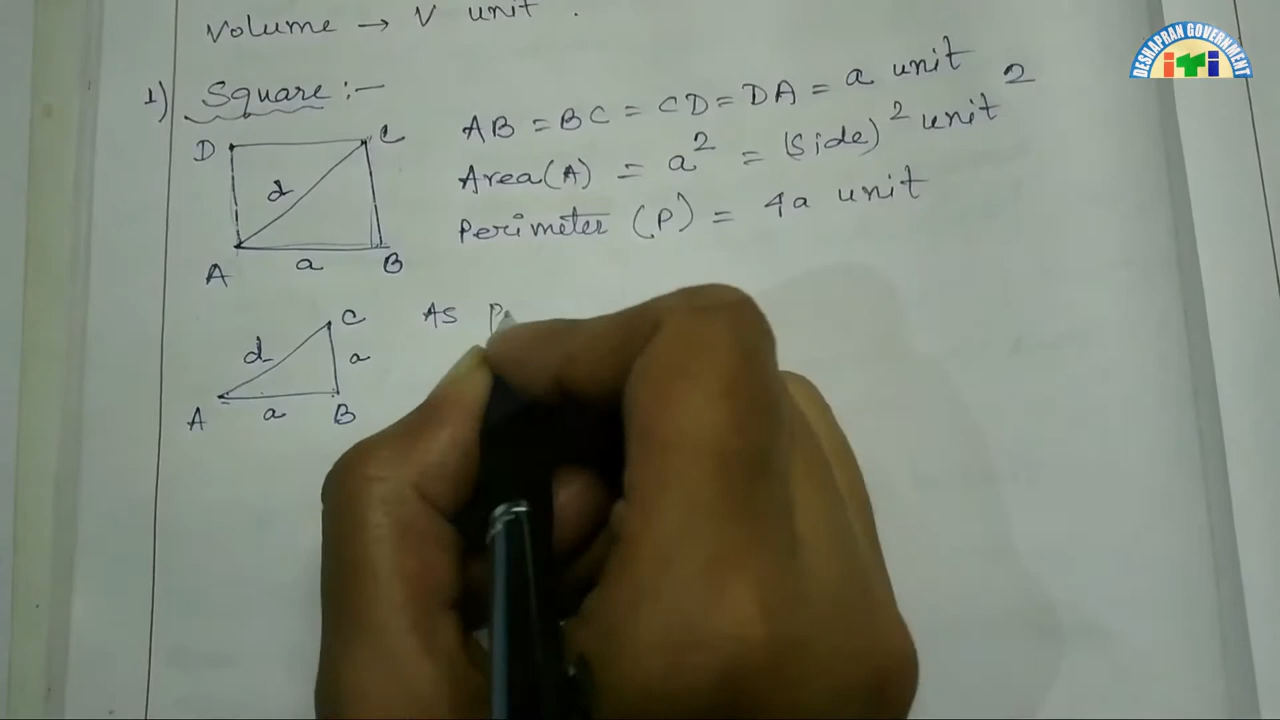 Volume → V unit .
DESHAPRAN GOVERNMENT
iTi
1) Square :-
AB = BC = CD = DA = a unit
Area(A) = a² = (Side)² unit²
Perimeter (P) = 4a unit
D C
d
A a B
As
C
d a
A a B